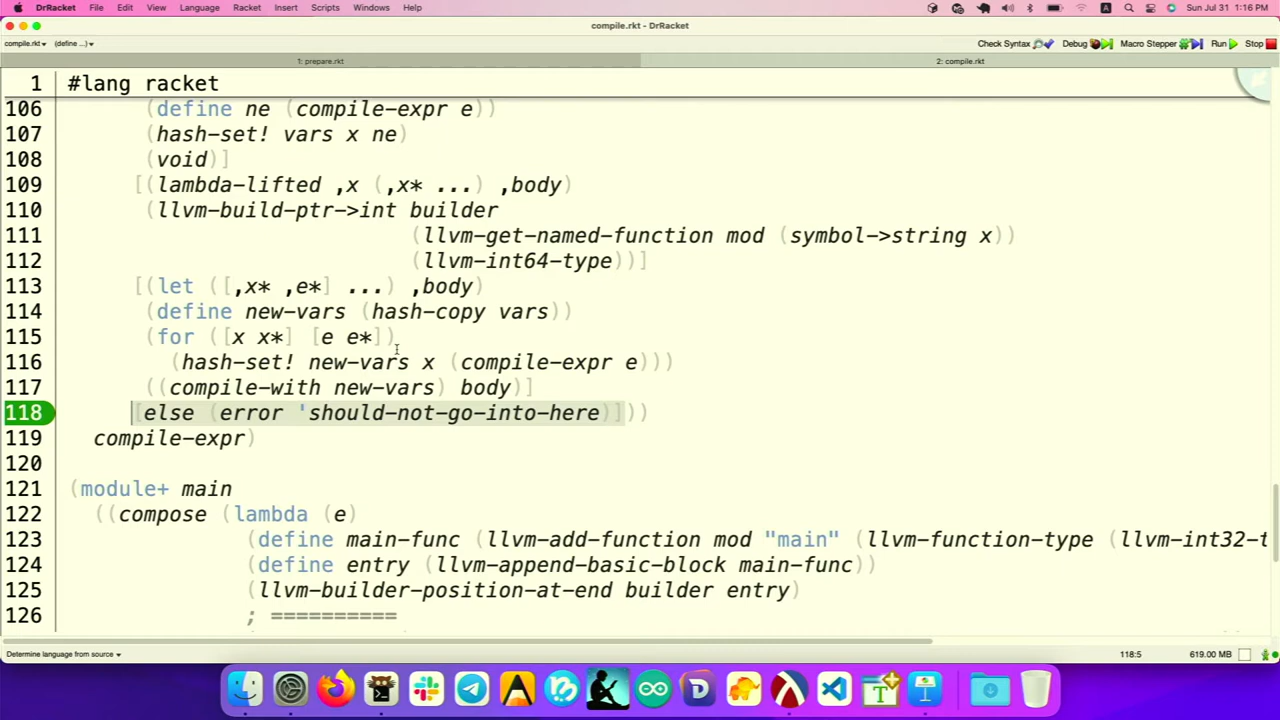 DrRacket File Edit View Language Racket Insert Scripts Windows Help Sun Jul 31 1:16 PM
compile.rkt - DrRacket
compile.rkt▾ (define ...)▾ Check Syntax Debug Macro Stepper Run Stop
1: prepare.rkt 2: compile.rkt
1 #lang racket
106 (define ne (compile-expr e))
107 (hash-set! vars x ne)
108 (void)]
109 [(lambda-lifted ,x (,x* ...) ,body)
110 (llvm-build-ptr->int builder
111 (llvm-get-named-function mod (symbol->string x))
112 (llvm-int64-type))]
113 [(let ([,x* ,e*] ...) ,body)
114 (define new-vars (hash-copy vars))
115 (for ([x x*] [e e*])
116 (hash-set! new-vars x (compile-expr e)))
117 ((compile-with new-vars) body)]
118 [else (error 'should-not-go-into-here)]))
119 compile-expr)
120
121 (module+ main
122 ((compose (lambda (e)
123 (define main-func (llvm-add-function mod "main" (llvm-function-type (llvm-int32-t
124 (define entry (llvm-append-basic-block main-func))
125 (llvm-builder-position-at-end builder entry)
126 ; ==========
Determine language from source▾ 118:5 619.00 MB